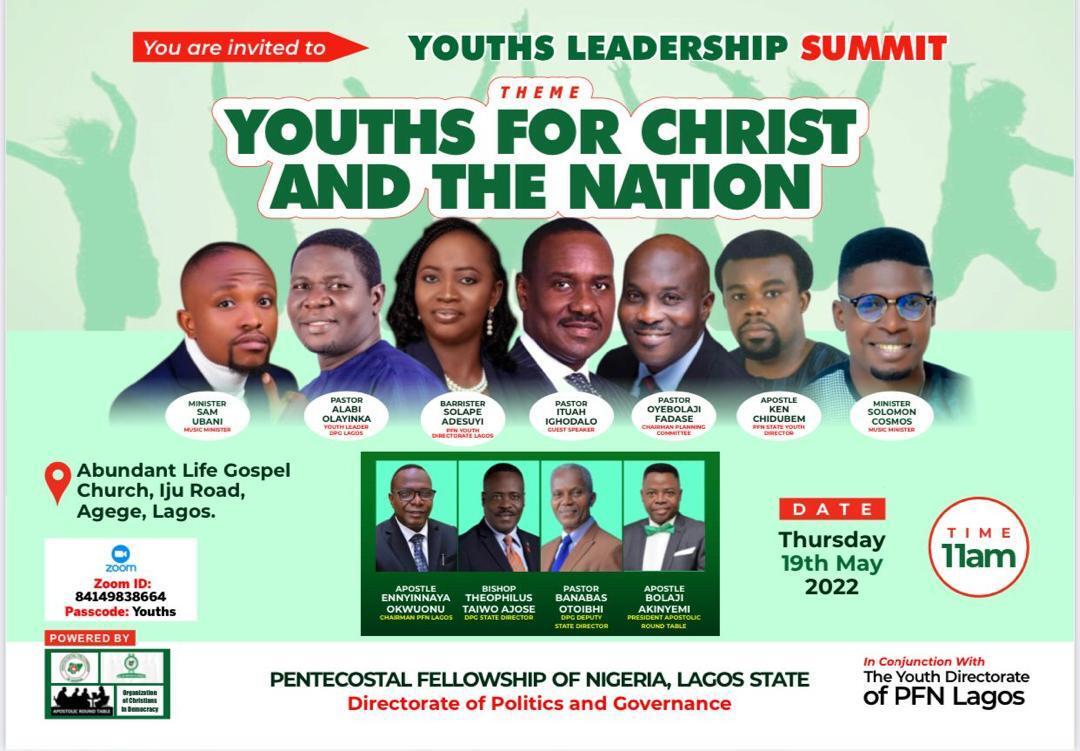 You are invited to
YOUTHS LEADERSHIP SUMMIT
THEME
YOUTHS FOR CHRIST
AND THE NATION
MINISTER
SAM
UBANI
MUSIC MINISTER
PASTOR
ALABI
OLAYINKA
YOUTH LEADER
DPG LAGOS
BARRISTER
SOLAPE
ADESUYI
PFN YOUTH
DIRECTORATE LAGOS
PASTOR
ITUAH
IGHODALO
GUEST SPEAKER
PASTOR
OYEBOLAJI
FADASE
CHAIRMAN PLANNING
COMMITTEE
APOSTLE
KEN
CHIDUBEM
PFN STATE YOUTH
DIRECTOR
MINISTER
SOLOMON
COSMOS
MUSIC MINISTER
Abundant Life Gospel
Church, Iju Road,
Agege, Lagos.
zoom
Zoom ID:
84149838664
Passcode: Youths
APOSTLE
ENNYINNAYA
OKWUONU
CHAIRMAN PFN LAGOS
BISHOP
THEOPHILUS
TAIWO AJOSE
DPG STATE DIRECTOR
PASTOR
BANABAS
OTOIBHI
DPG DEPUTY
STATE DIRECTOR
APOSTLE
BOLAJI
AKINYEMI
PRESIDENT APOSTOLIC
ROUND TABLE
DATE
Thursday
19th May
2022
TIME
11am
POWERED BY
APOSTOLIC ROUND TABLE
Organization
of Christians
In Democracy
PENTECOSTAL FELLOWSHIP OF NIGERIA, LAGOS STATE
Directorate of Politics and Governance
In Conjunction With
The Youth Directorate
of PFN Lagos